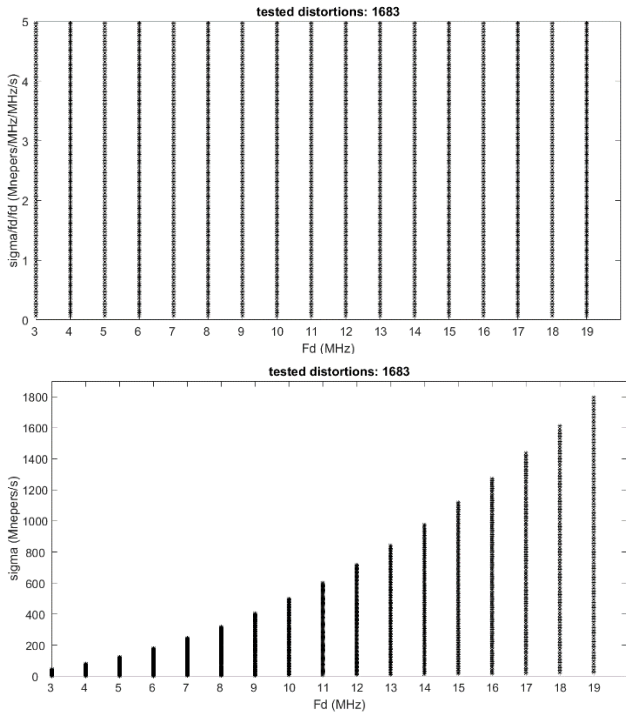 tested distortions: 1683
sigma/fd/fd (Mnepers/MHz/MHz/s)
5
4
3
2
1
0
3 4 5 6 7 8 9 10 11 12 13 14 15 16 17 18 19
Fd (MHz)
tested distortions: 1683
sigma (Mnepers/s)
1800
1600
1400
1200
1000
800
600
400
200
0
3 4 5 6 7 8 9 10 11 12 13 14 15 16 17 18 19
Fd (MHz)